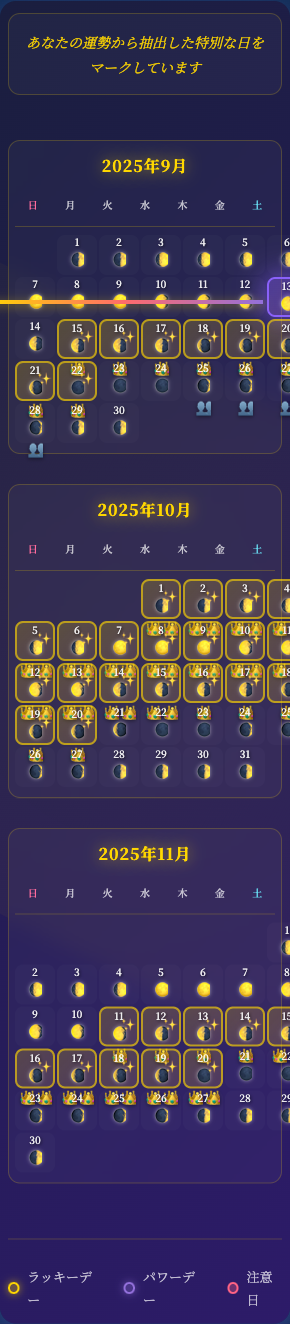 あなたの運勢から抽出した特別な日を
マークしています
2025年9月
日 月 火 水 木 金 土
1 2 3 4 5 6
7 8 9 10 11 12 13
14 15 16 17 18 19 20
21 22 23 24 25 26 27
28 29 30
2025年10月
日 月 火 水 木 金 土
1 2 3 4
5 6 7 8 9 10 11
12 13 14 15 16 17 18
19 20 21 22 23 24 25
26 27 28 29 30 31
2025年11月
日 月 火 水 木 金 土
1
2 3 4 5 6 7 8
9 10 11 12 13 14 15
16 17 18 19 20 21 22
23 24 25 26 27 28 29
30
ラッキーデー パワーデー 注意日